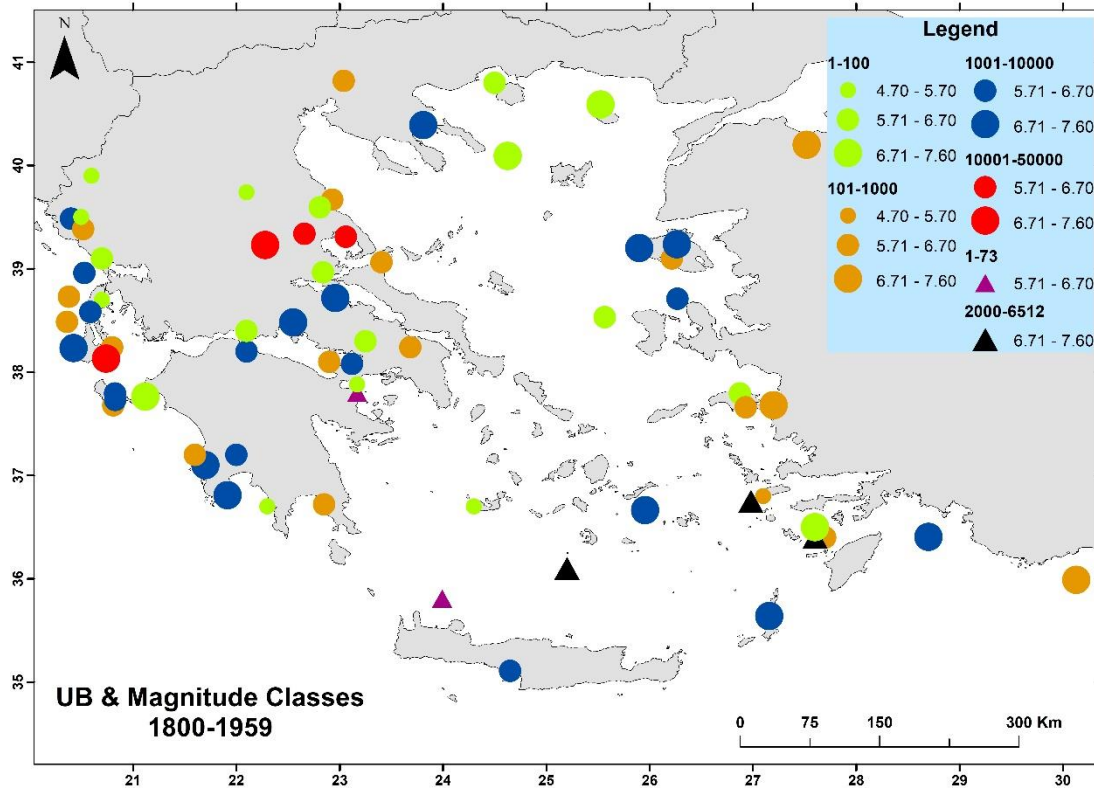 N
Legend
1-100
4.70 - 5.70
5.71 - 6.70
6.71 - 7.60
101-1000
4.70 - 5.70
5.71 - 6.70
6.71 - 7.60
1001-10000
5.71 - 6.70
6.71 - 7.60
10001-50000
5.71 - 6.70
6.71 - 7.60
1-73
5.71 - 6.70
2000-6512
6.71 - 7.60
41
40
39
38
37
36
35
UB & Magnitude Classes
1800-1959
0 75 150 300 Km
21 22 23 24 25 26 27 28 29 30